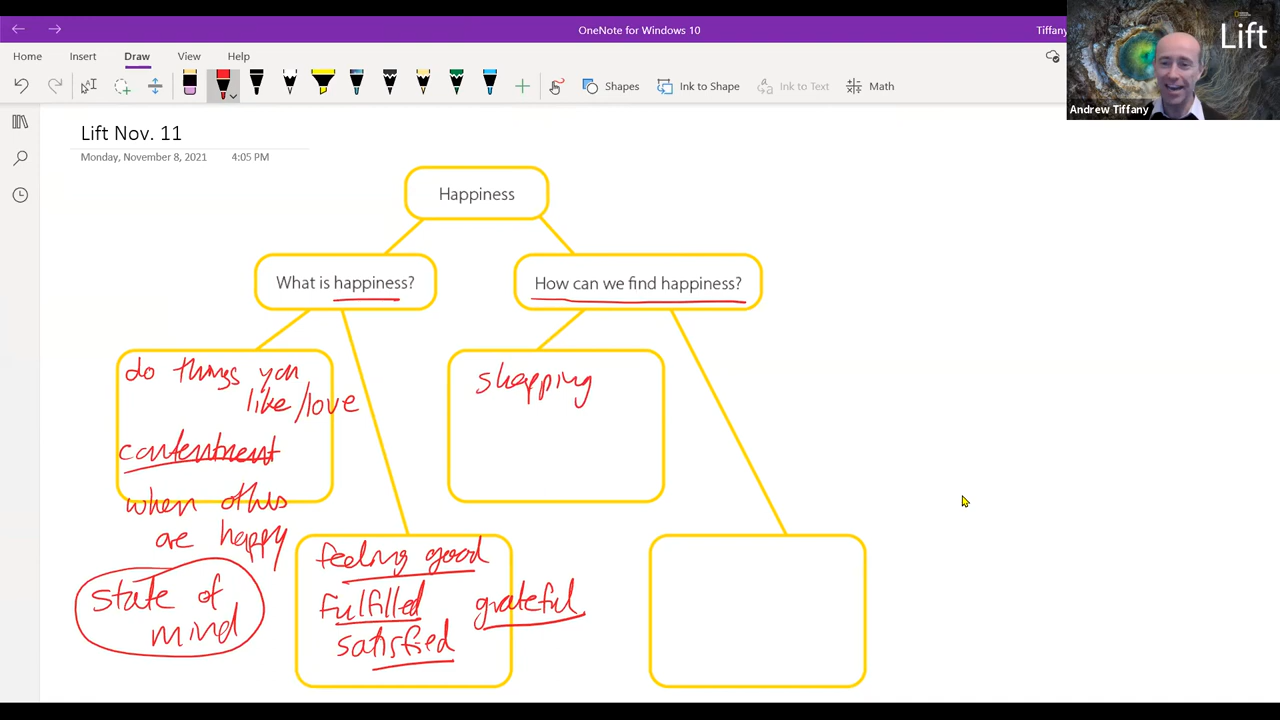 OneNote for Windows 10
Tiffany
Home
Insert
Draw
View
Help
Shapes
Ink to Shape
Ink to Text
Math
Lift
Andrew Tiffany
Lift Nov. 11
Monday, November 8, 2021
4:05 PM
Happiness
What is happiness?
How can we find happiness?
do things you
like/love
contentment
when others
are happy
state of
mind
feeling good
fulfilled
grateful
satisfied
shopping